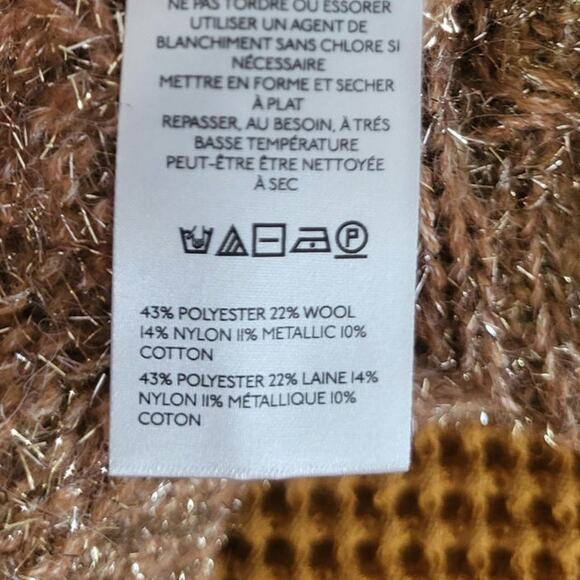 NE PAS TORDRE OU ESSORER
UTILISER UN AGENT DE
BLANCHIMENT SANS CHLORE SI
NÉCESSAIRE
METTRE EN FORME ET SECHER
À PLAT
REPASSER, AU BESOIN, À TRÉS
BASSE TEMPÉRATURE
PEUT-ÊTRE ÊTRE NETTOYÉE
À SEC
P
43% POLYESTER 22% WOOL
14% NYLON 11% METALLIC 10%
COTTON
43% POLYESTER 22% LAINE 14%
NYLON 11% MÉTALLIQUE 10%
COTON